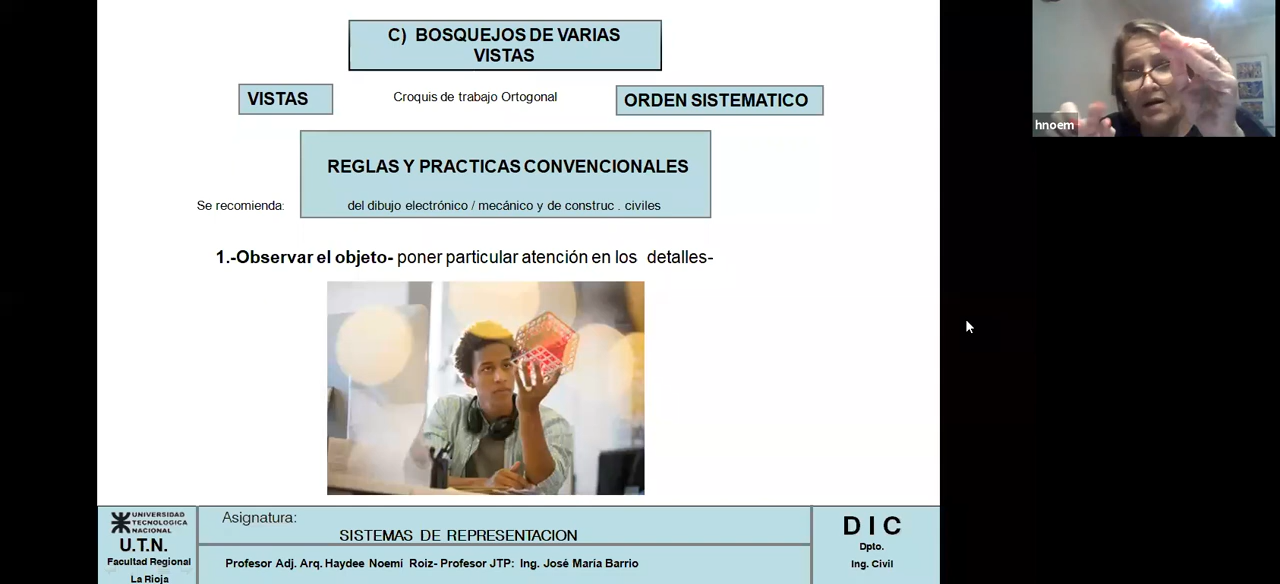 C) BOSQUEJOS DE VARIAS
VISTAS
VISTAS
Croquis de trabajo Ortogonal
ORDEN SISTEMATICO
REGLAS Y PRACTICAS CONVENCIONALES
Se recomienda:
del dibujo electrónico / mecánico y de construc . civiles
1.-Observar el objeto- poner particular atención en los detalles-
hnoem
UNIVERSIDAD
TECNOLOGICA
NACIONAL
U.T.N.
Facultad Regional
La Rioja
Asignatura:
SISTEMAS DE REPRESENTACION
Profesor Adj. Arq. Haydee Noemí Roiz- Profesor JTP: Ing. José María Barrio
D I C
Dpto.
Ing. Civil